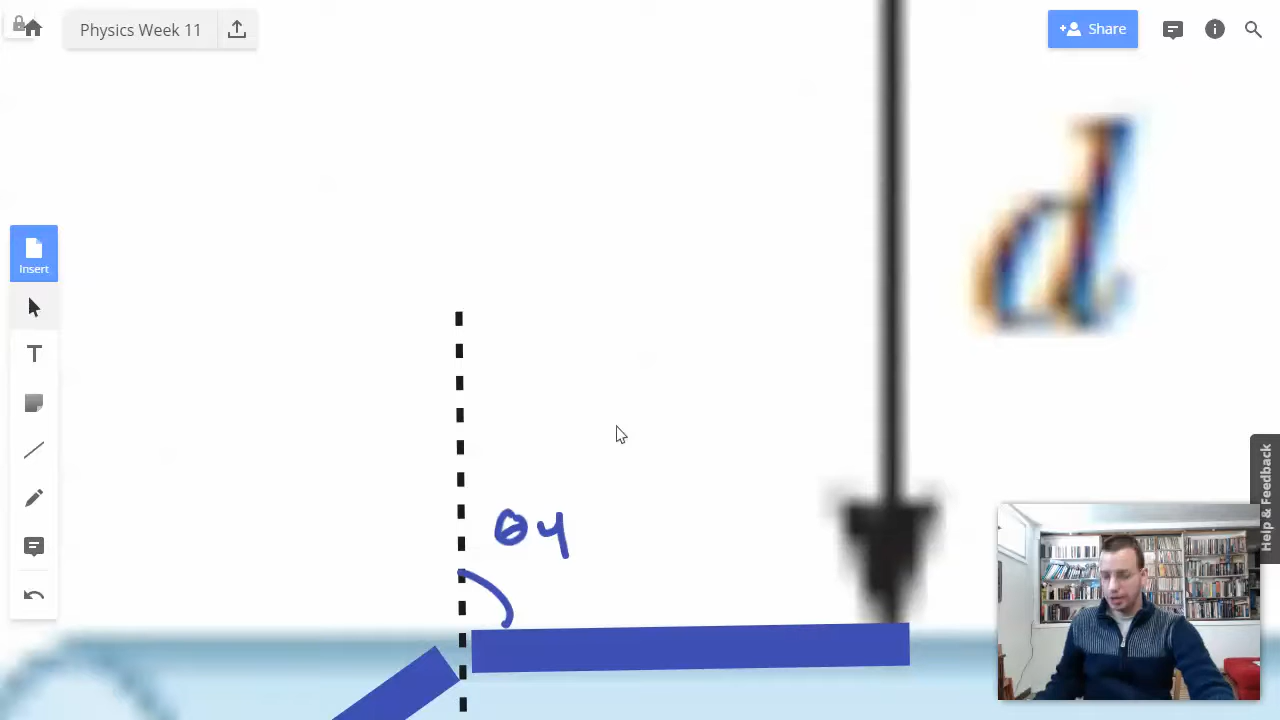 Physics Week 11
Share
d
Insert
T
θ4
Help & Feedback